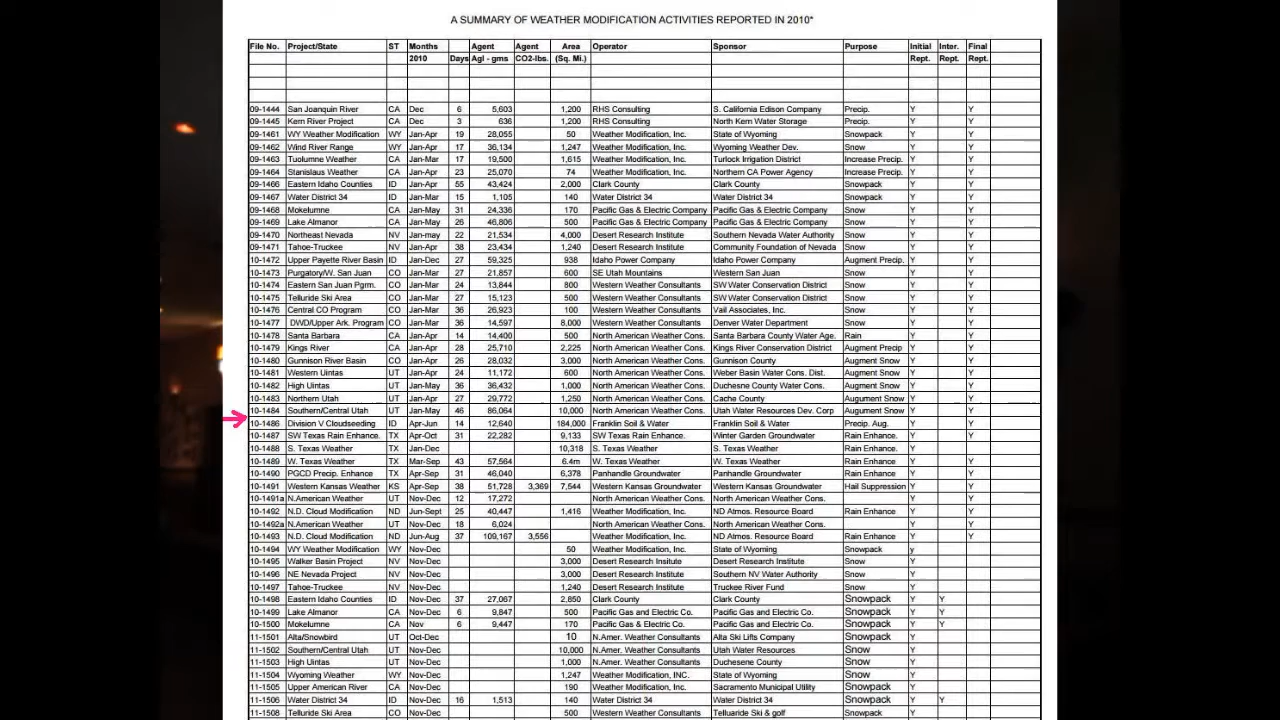 A SUMMARY OF WEATHER MODIFICATION ACTIVITIES REPORTED IN 2010*
File No. Project/State ST Months Agent Agent Area Operator Sponsor Purpose Initial Inter. Final
2010 Days AgI - gms CO2-lbs. (Sq. Mi.) Rept. Rept. Rept.
09-1444 San Joanquin River CA Dec 6 5,603 1,200 RHS Consulting S. California Edison Company Precip. Y Y
09-1445 Kern River Project CA Dec 3 636 1,200 RHS Consulting North Kern Water Storage Precip. Y Y
09-1461 WY Weather Modification WY Jan-Apr 19 28,055 50 Weather Modification, Inc. State of Wyoming Snowpack Y Y
09-1462 Wind River Range WY Jan-Apr 17 36,134 1,247 Weather Modification, Inc. Wyoming Weather Dev. Snow Y Y
09-1463 Tuolumne Weather CA Jan-Mar 17 19,500 1,615 Weather Modification, Inc. Turlock Irrigation District Increase Precip. Y Y
09-1464 Stanislaus Weather CA Jan-Apr 23 25,070 74 Weather Modification, Inc. Northern CA Power Agency Increase Precip. Y Y
09-1466 Eastern Idaho Counties ID Jan-Apr 55 43,424 2,000 Clark County Clark County Snowpack Y Y
09-1467 Water District 34 ID Jan-Mar 15 1,105 140 Water District 34 Water District 34 Snowpack Y Y
09-1468 Mokelumne CA Jan-May 31 24,336 170 Pacific Gas & Electric Company Pacific Gas & Electric Company Snow Y Y
09-1469 Lake Almanor CA Jan-May 26 46,806 500 Pacific Gas & Electric Company Pacific Gas & Electric Company Snow Y Y
09-1470 Northeast Nevada NV Jan-may 22 21,534 4,000 Desert Research Institute Southern Nevada Water Authority Snow Y Y
09-1471 Tahoe-Truckee NV Jan-Apr 38 23,434 1,240 Desert Research Institute Community Foundation of Nevada Snow Y Y
10-1472 Upper Payette River Basin ID Jan-Dec 27 59,325 938 Idaho Power Company Idaho Power Company Augment Precip. Y Y
10-1473 Purgatory/W. San Juan CO Jan-Mar 27 21,857 600 SE Utah Mountains Western San Juan Snow Y Y
10-1474 Eastern San Juan Pgrm. CO Jan-Mar 24 13,844 800 Western Weather Consultants SW Water Conservation District Snow Y Y
10-1475 Telluride Ski Area CO Jan-Mar 27 15,123 500 Western Weather Consultants SW Water Conservation District Snow Y Y
10-1476 Central CO Program CO Jan-Mar 36 26,923 100 Western Weather Consultants Vail Associates, Inc. Snow Y Y
10-1477 DWD/Upper Ark. Program CO Jan-Mar 36 14,597 8,000 Western Weather Consultants Denver Water Department Snow Y Y
10-1478 Santa Barbara CA Jan-Apr 14 14,400 500 North American Weather Cons. Santa Barbara County Water Age. Rain Y Y
10-1479 Kings River CA Jan-Apr 28 25,710 2,225 North American Weather Cons. Kings River Conservation District Augment Precip Y Y
10-1480 Gunnison River Basin CO Jan-Apr 26 28,032 3,000 North American Weather Cons. Gunnison County Augment Snow Y Y
10-1481 Western Uintas UT Jan-Apr 24 11,172 600 North American Weather Cons. Weber Basin Water Cons. Dist. Augment Snow Y Y
10-1482 High Uintas UT Jan-May 36 36,432 1,000 North American Weather Cons. Duchesne County Water Cons. Augment Snow Y Y
10-1483 Northern Utah UT Jan-Apr 27 29,772 1,250 North American Weather Cons. Cache County Augument Snow Y Y
10-1484 Southern/Central Utah UT Jan-May 46 86,064 10,000 North American Weather Cons. Utah Water Resources Dev. Corp Augument Snow Y Y
10-1486 Division V Cloudseeding ID Apr-Jun 14 12,640 184,000 Franklin Soil & Water Franklin Soil & Water Precip. Aug. Y Y
10-1487 SW Texas Rain Enhance. TX Apr-Oct 31 22,282 9,133 SW Texas Rain Enhance. Winter Garden Groundwater Rain Enhance. Y Y
10-1488 S. Texas Weather TX Jan-Dec 10,318 S. Texas Weather S. Texas Weather Rain Enhance. Y
10-1489 W. Texas Weather TX Mar-Sep 43 57,564 6.4m W. Texas Weather W. Texas Weather Rain Enhance Y Y
10-1490 PGCD Precip. Enhance TX Apr-Sep 31 46,040 6,378 Panhandle Groundwater Panhandle Groundwater Rain Enhance. Y Y
10-1491 Western Kansas Weather KS Apr-Sep 38 51,728 3,369 7,544 Western Kansas Groundwater Western Kansas Groundwater Hail Suppression Y Y
10-1491a N.American Weather UT Nov-Dec 12 17,272 North American Weather Cons. North American Weather Cons. Y Y
10-1492 N.D. Cloud Modification ND Jun-Sept 25 40,447 1,416 Weather Modification, Inc. ND Atmos. Resource Board Rain Enhance Y Y
10-1492a N.American Weather UT Nov-Dec 18 6,024 North American Weather Cons. North American Weather Cons. Y Y
10-1493 N.D. Cloud Modification ND Jun-Aug 37 109,167 3,556 Weather Modification, Inc. ND Atmos. Resource Board Rain Enhance Y Y
10-1494 WY Weather Modification WY Nov-Dec 50 Weather Modification, Inc. State of Wyoming Snowpack y
10-1495 Walker Basin Project NV Nov-Dec 3,000 Desert Research Insitute Desert Research Institute Snow Y
10-1496 NE Nevada Project NV Nov-Dec 3,000 Desert Research Institute Southern NV Water Authority Snow Y
10-1497 Tahoe-Truckee NV Nov-Dec Desert Research Institute Truckee River Fund Snow Y
10-1498 Eastern Idaho Counties ID Nov-Dec 37 27,067 2,850 Clark County Clark County Snowpack Y Y
10-1499 Lake Almanor CA Nov-Dec 6 9,847 500 Pacific Gas and Electric Co. Pacific Gas and Electric Co. Snowpack Y Y
10-1500 Mokelumne CA Nov 6 9,447 170 Pacific Gas & Electric Co. Pacific Gas & Electric Co. Snowpack Y Y
11-1501 Alta/Snowbird UT Oct-Dec 10 N.Amer. Weather Consultants Alta Ski Lifts Company Snowpack Y
11-1502 Southern/Central Utah UT Nov-Dec 10,000 N.Amer. Weather Consultants Utah Water Resources Snow Y
11-1503 High Uintas UT Nov-Dec 1,000 N.Amer. Weather Consultants Duchesene County Snow Y
11-1504 Wyoming Weather WY Nov-Dec 1,247 Weather Modification, INC. State of Wyoming Snow Y
11-1505 Upper American River CA Nov-Dec 190 Weather Modification, Inc. Sacramento Municipal Utility Snowpack Y
11-1506 Water District 34 ID Nov-Dec 16 1,513 140 Water District 34 Water District 34 Snowpack Y Y
11-1508 Telluride Ski Area CO Nov-Dec 500 Western Weather Consultants Telluaride Ski & golf Snowpack Y